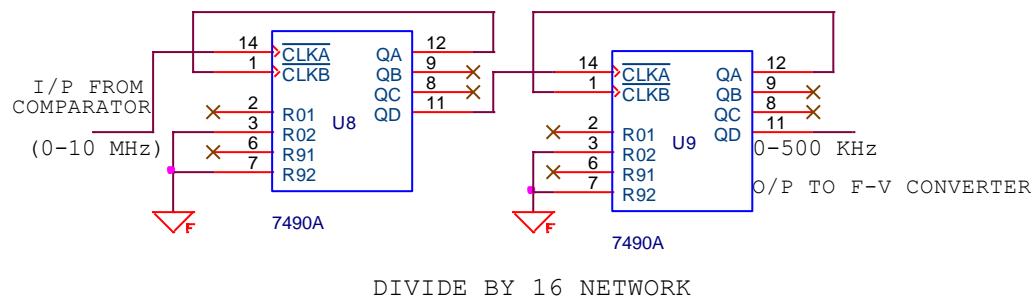 I/P FROM
COMPARATOR
(0-10 MHz)
14 CLKA QA 12
1 CLKB QB 9
QC 8
2 R01 QD 11
3 R02 U8
6 R91
7 R92
F
7490A
14 CLKA QA 12
1 CLKB QB 9
QC 8
2 R01 QD 11
3 R02 U9
6 R91
7 R92
F
7490A
0-500 KHz
O/P TO F-V CONVERTER
DIVIDE BY 16 NETWORK